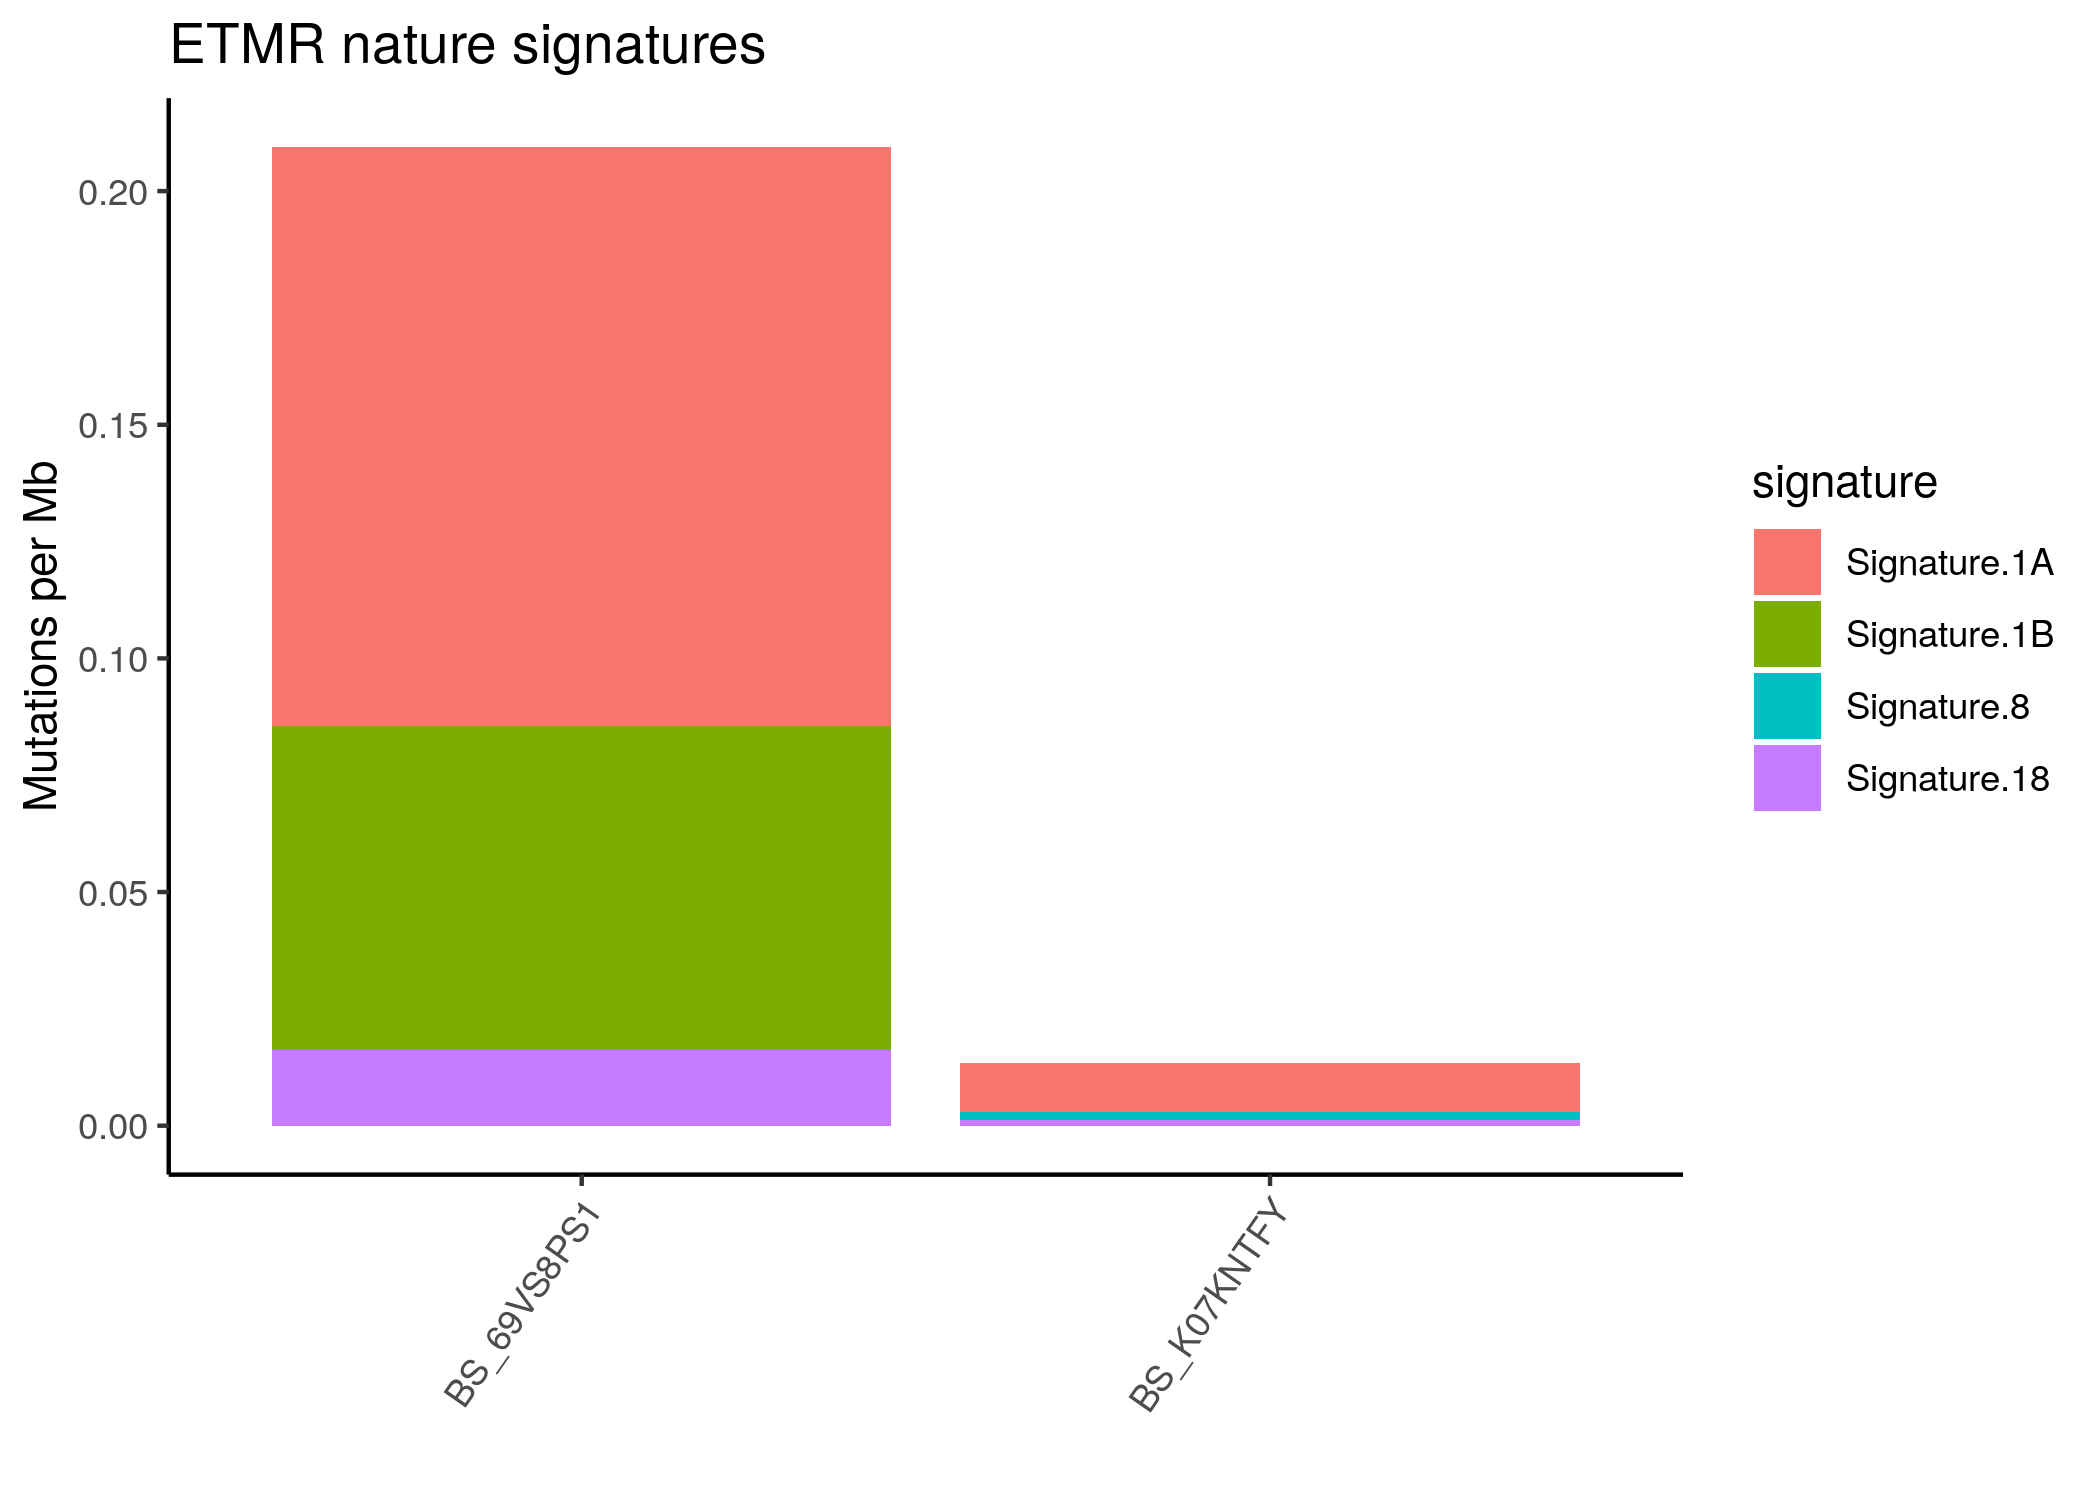 ETMR nature signatures
Mutations per Mb
0.20
0.15
0.10
0.05
0.00
BS_69VS8PS1
BS_K07KNTFY
signature
Signature.1A
Signature.1B
Signature.8
Signature.18